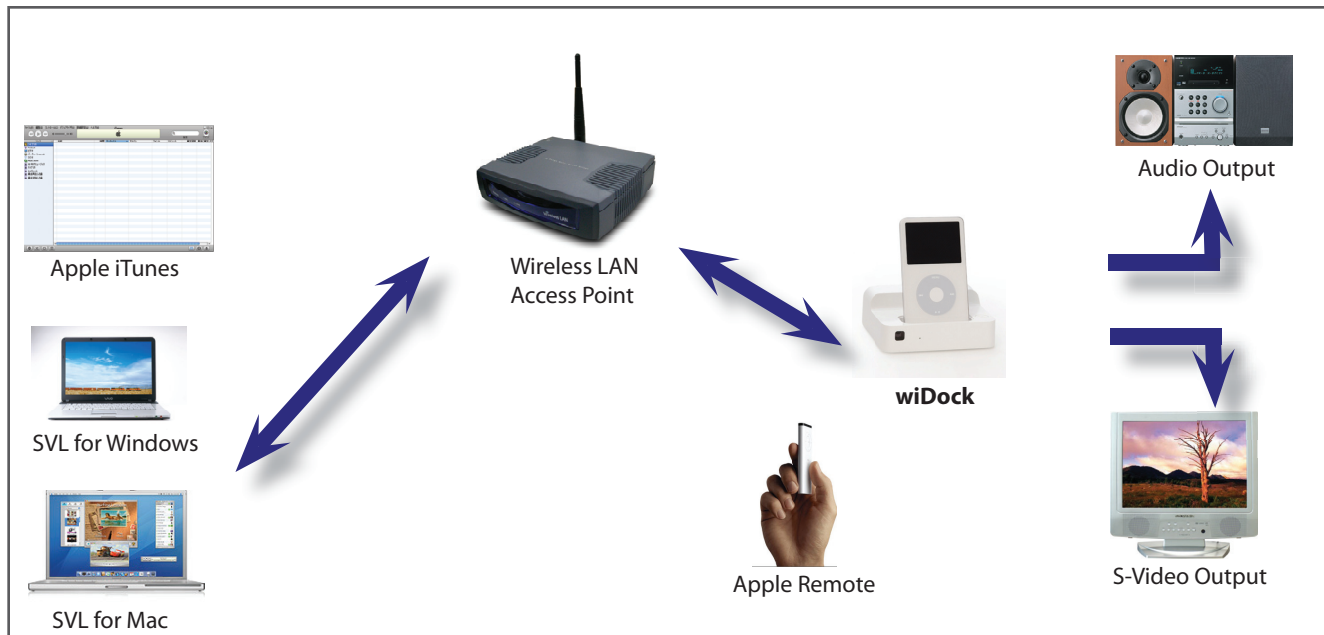 Apple iTunes
SVL for Windows
SVL for Mac
Wireless LAN
Access Point
wiDock
Apple Remote
Audio Output
S-Video Output